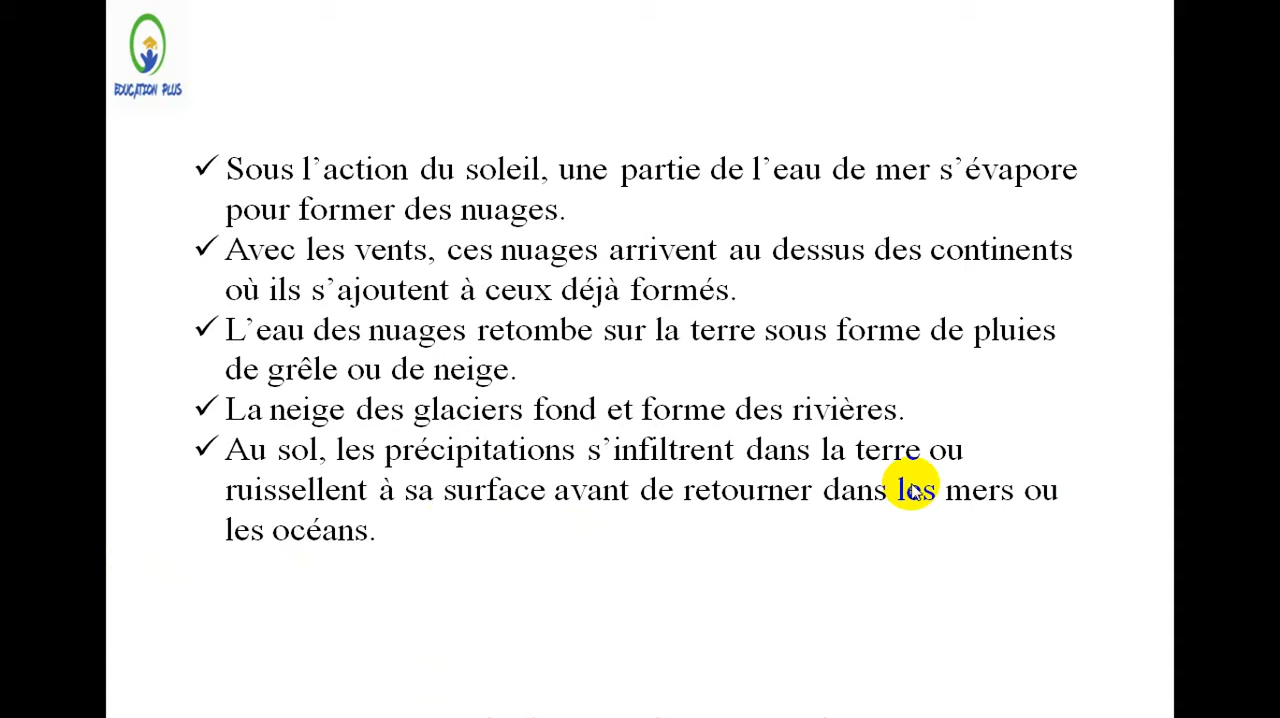 EDUCATION PLUS
✓ Sous l’action du soleil, une partie de l’eau de mer s’évapore
pour former des nuages.
✓ Avec les vents, ces nuages arrivent au dessus des continents
où ils s’ajoutent à ceux déjà formés.
✓ L’eau des nuages retombe sur la terre sous forme de pluies
de grêle ou de neige.
✓ La neige des glaciers fond et forme des rivières.
✓ Au sol, les précipitations s’infiltrent dans la terre ou
ruissellent à sa surface avant de retourner dans les mers ou
les océans.